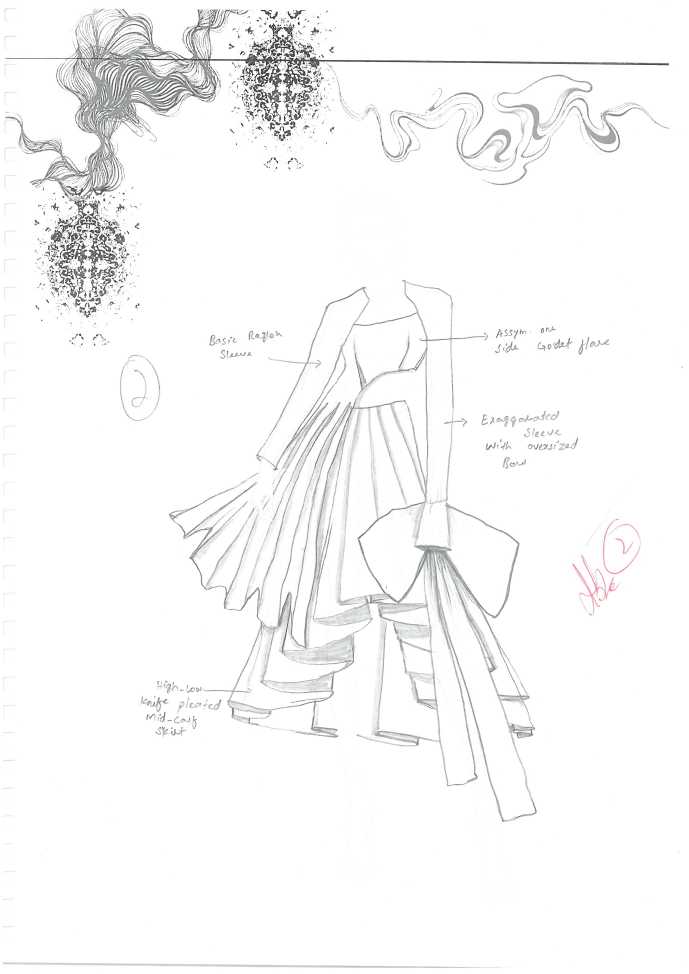 Basic Raglan
Sleeve
Assym. one
side Godet flare
2
Exaggarated
Sleeve
with oversized
Bow
2
High-Low
Knife pleated
Mid-calf
Skirt